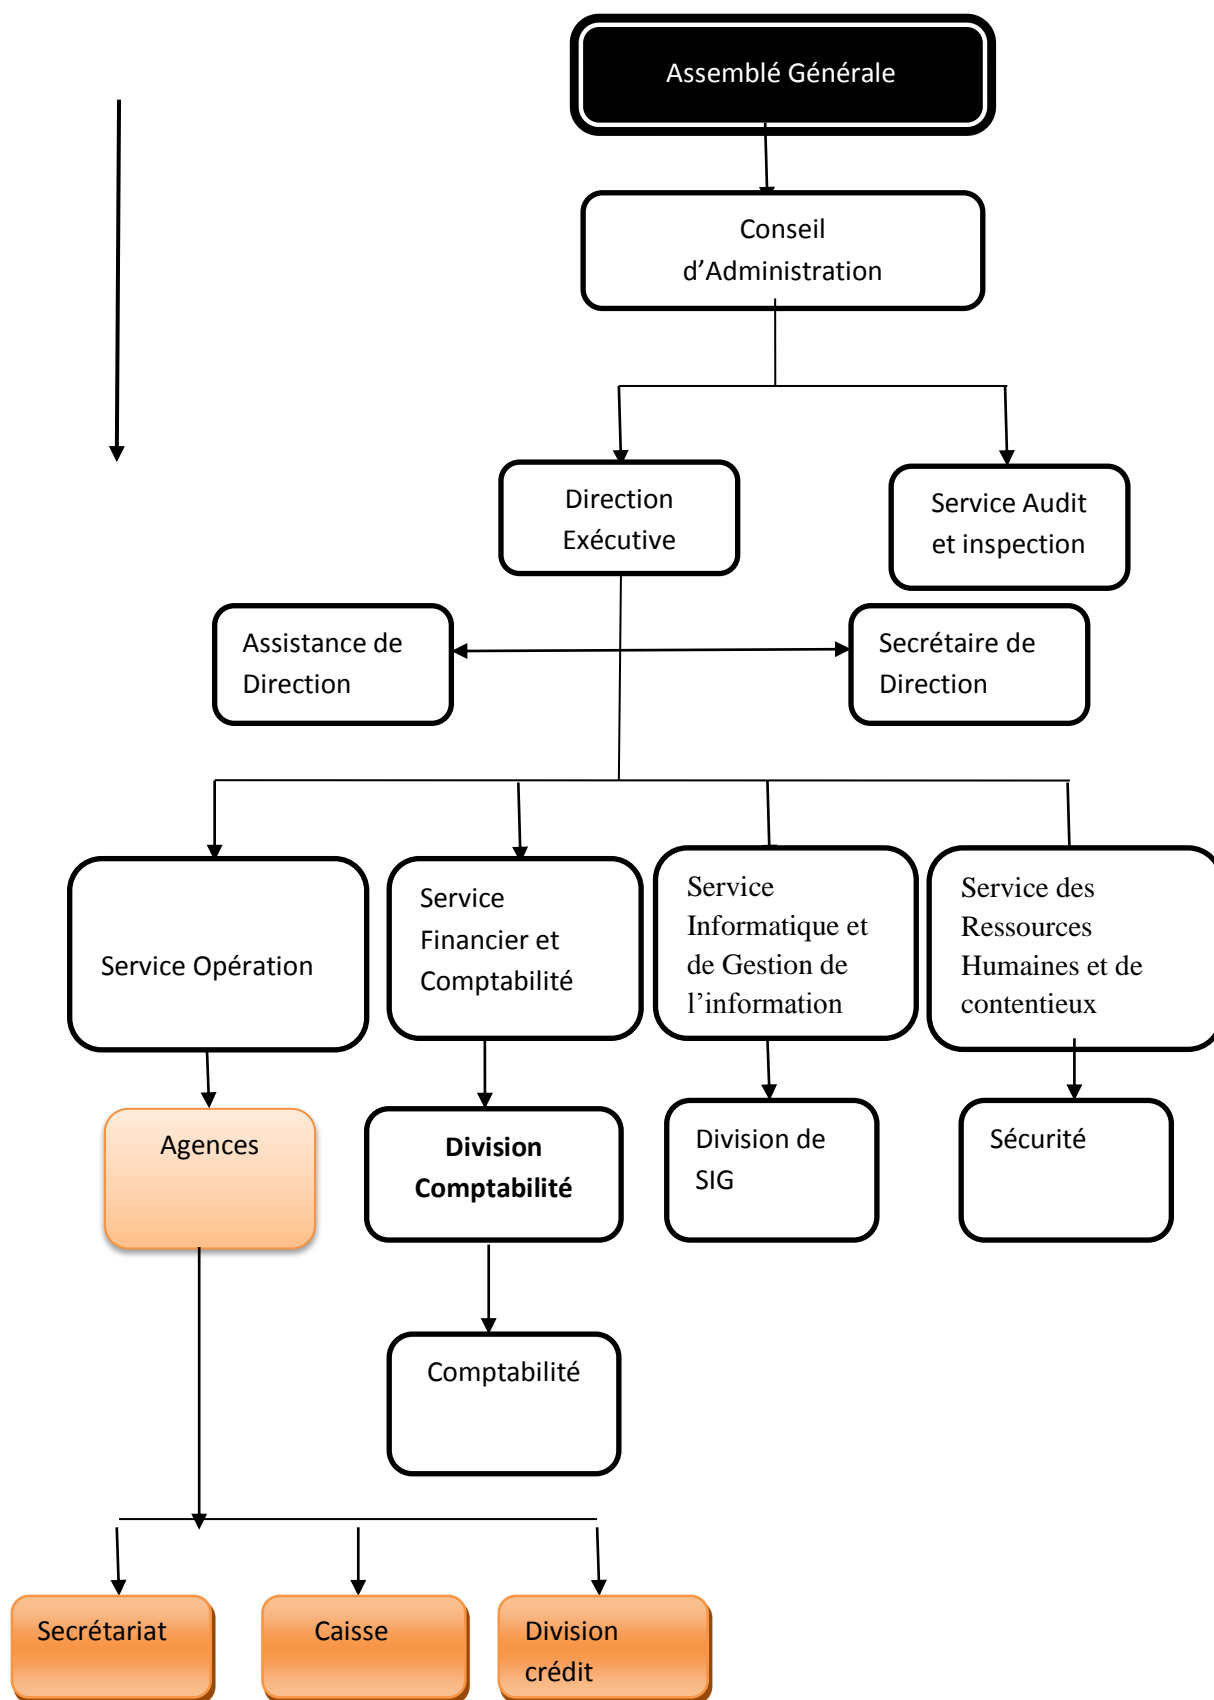 Assemblé Générale
Conseil
d’Administration
Direction
Exécutive
Service Audit
et inspection
Assistance de
Direction
Secrétaire de
Direction
Service Opération
Service
Financier et
Comptabilité
Service
Informatique et
de Gestion de
l’information
Service des
Ressources
Humaines et de
contentieux
Agences
Division
Comptabilité
Division de
SIG
Sécurité
Comptabilité
Secrétariat
Caisse
Division
crédit